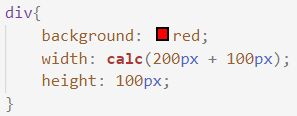 div{
    background: red;
    width: calc(200px + 100px);
    height: 100px;
}